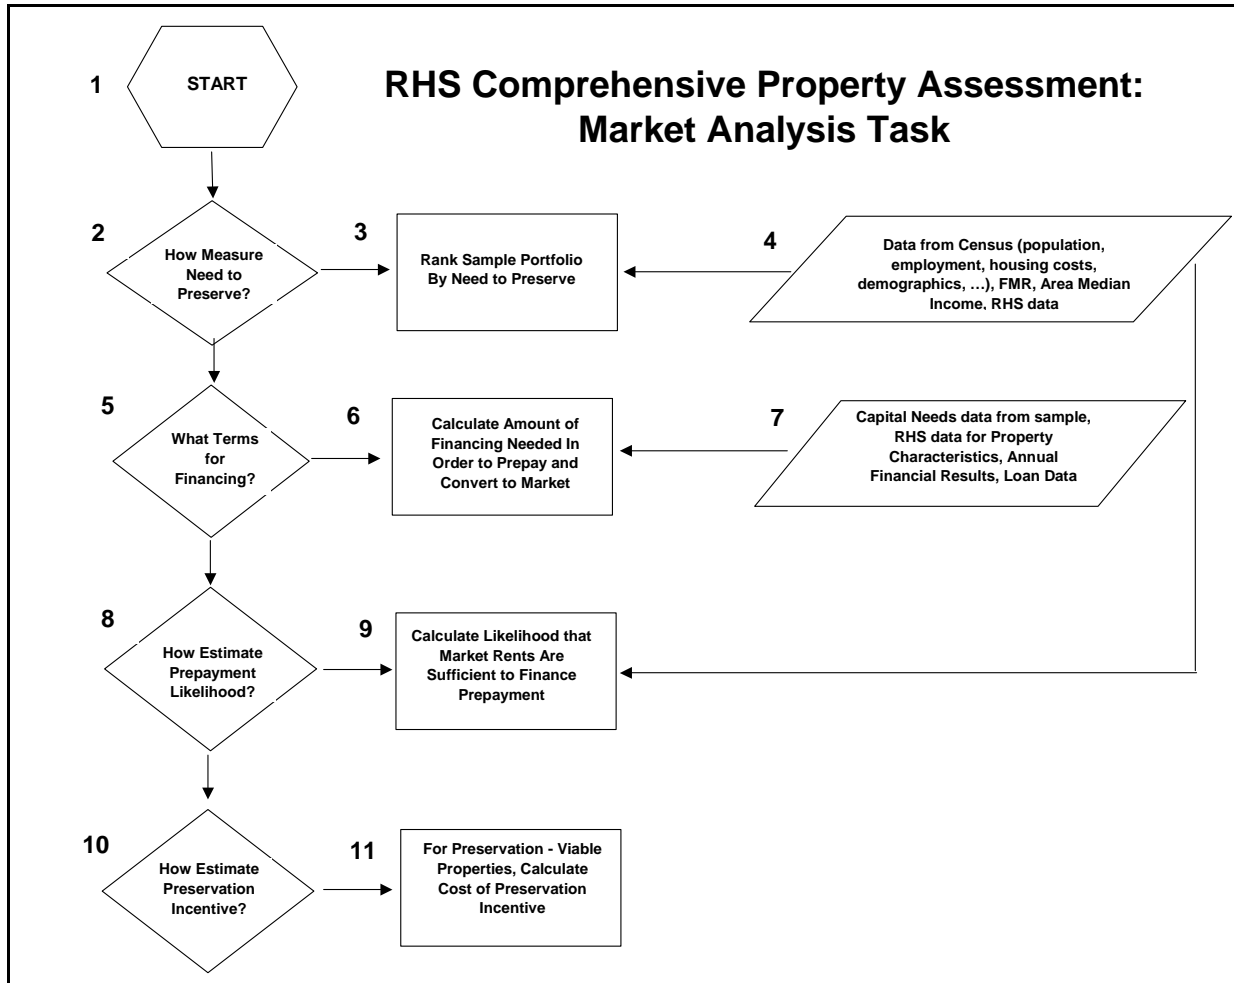 RHS Comprehensive Property Assessment:
Market Analysis Task
1
START
2
How Measure
Need to
Preserve?
3
Rank Sample Portfolio
By Need to Preserve
4
Data from Census (population,
employment, housing costs,
demographics, ...), FMR, Area Median
Income, RHS data
5
What Terms
for
Financing?
6
Calculate Amount of
Financing Needed In
Order to Prepay and
Convert to Market
7
Capital Needs data from sample,
RHS data for Property
Characteristics, Annual
Financial Results, Loan Data
8
How Estimate
Prepayment
Likelihood?
9
Calculate Likelihood that
Market Rents Are
Sufficient to Finance
Prepayment
10
How Estimate
Preservation
Incentive?
11
For Preservation - Viable
Properties, Calculate
Cost of Preservation
Incentive